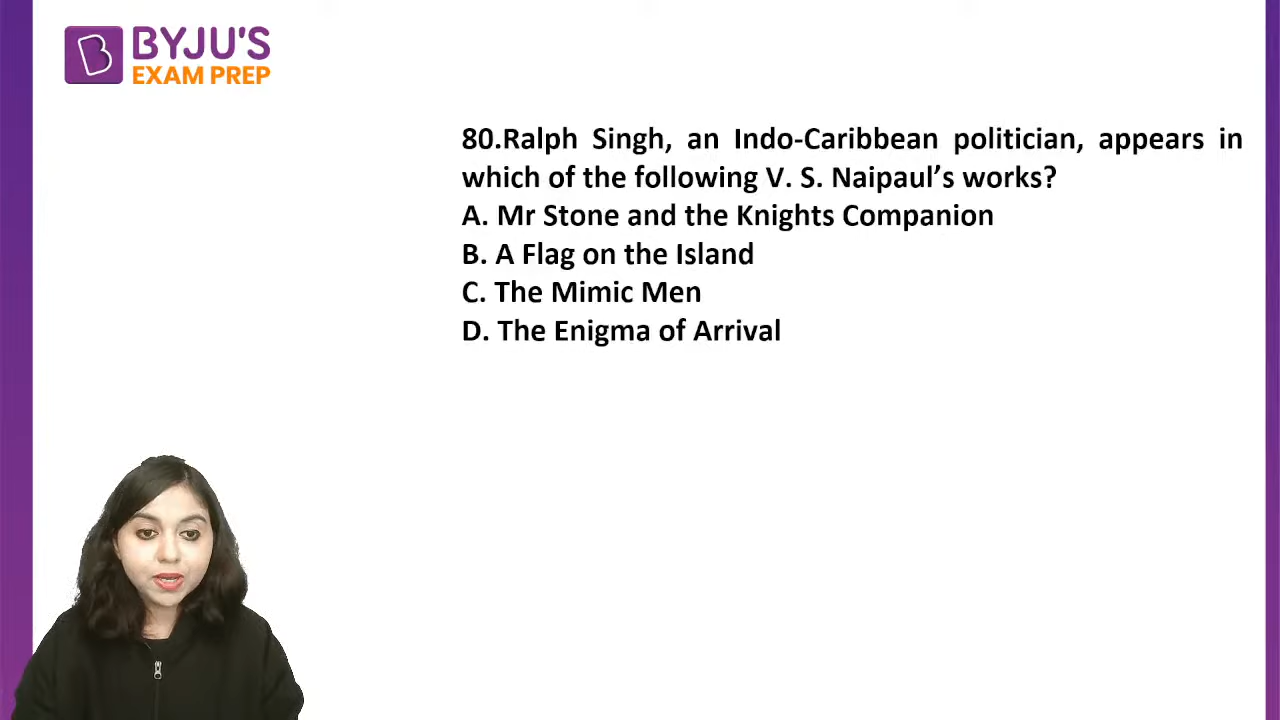 BYJU'S
EXAM PREP
80.Ralph Singh, an Indo-Caribbean politician, appears in
which of the following V. S. Naipaul’s works?
A. Mr Stone and the Knights Companion
B. A Flag on the Island
C. The Mimic Men
D. The Enigma of Arrival